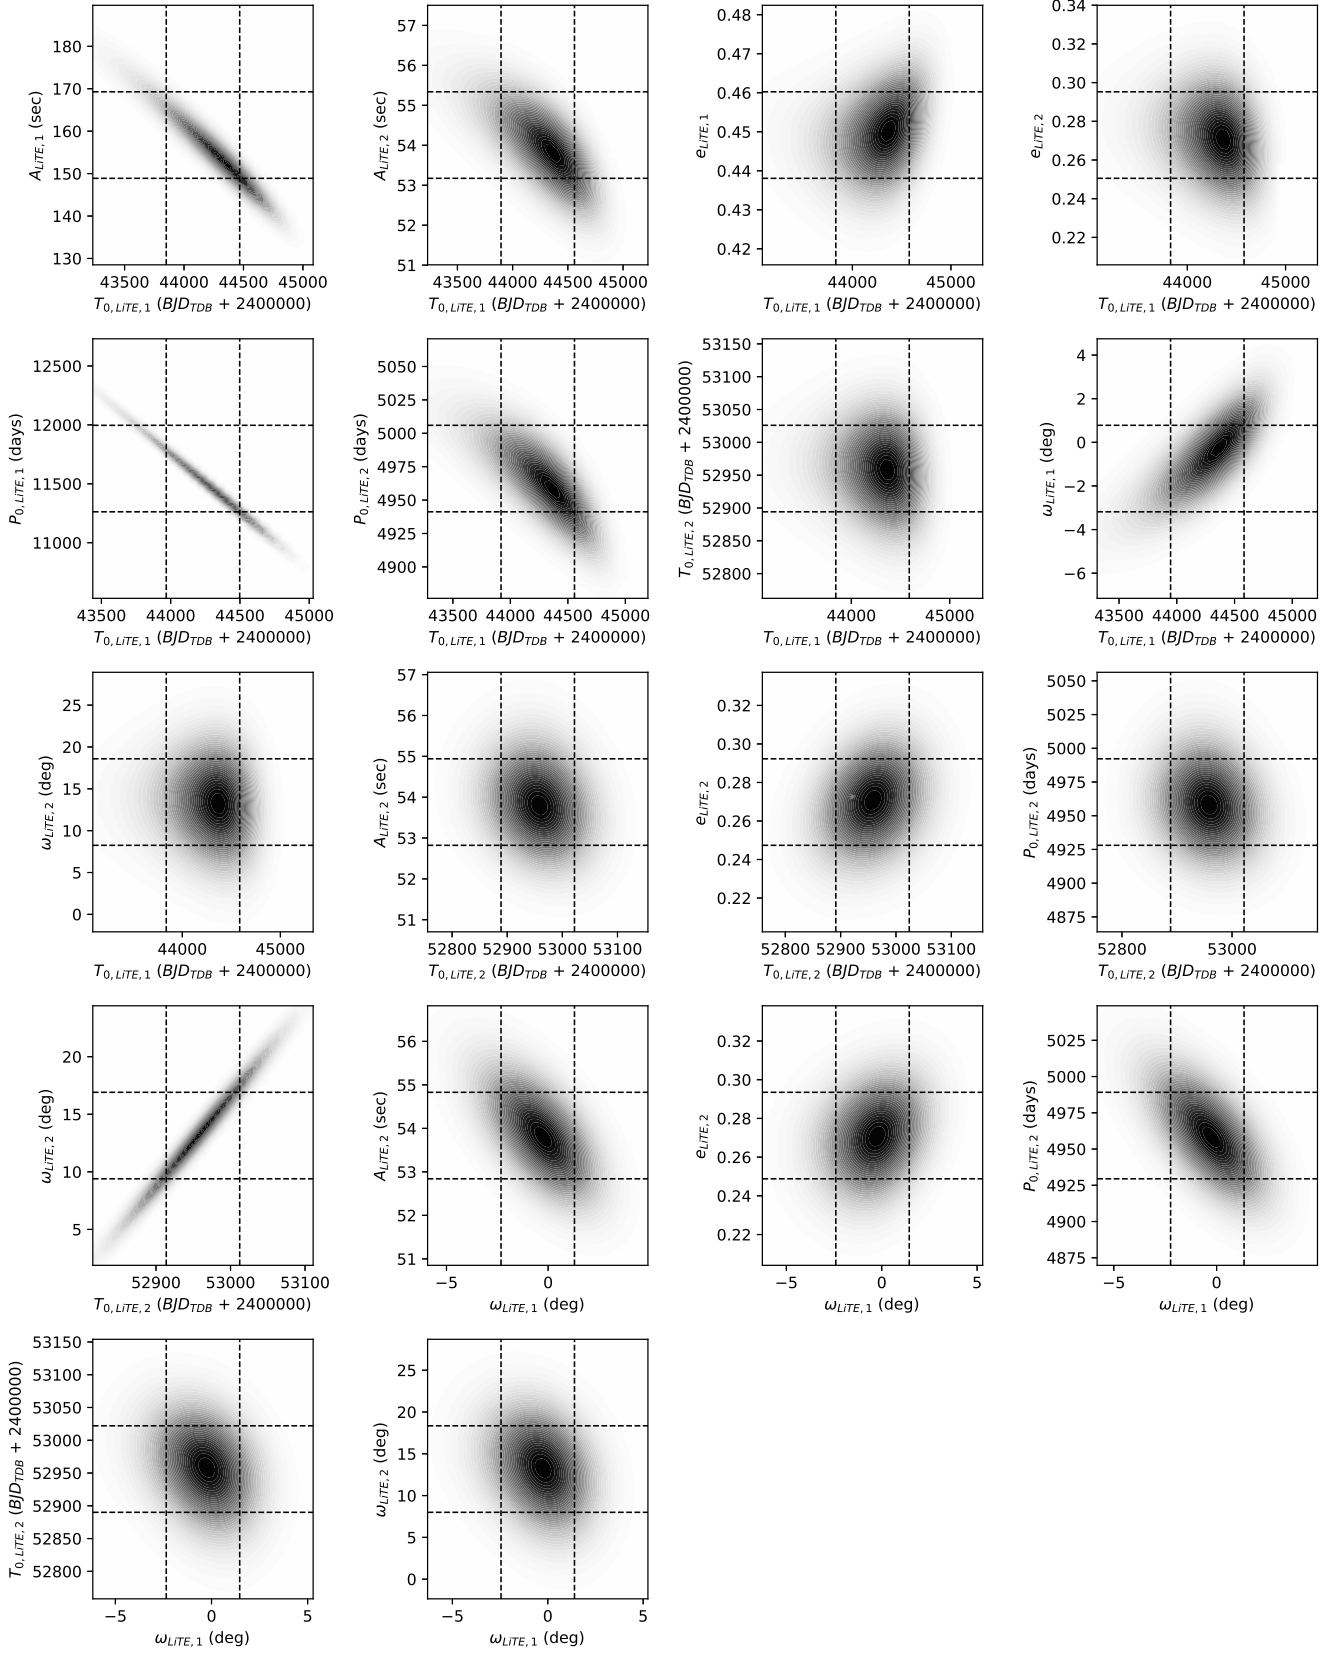 A_{LiTE, 1} (sec)
180
170
160
150
140
130
43500 44000 44500 45000
T_{0, LiTE, 1} (BJD_{TDB} + 2400000)
A_{LiTE, 2} (sec)
57
56
55
54
53
52
51
43500 44000 44500 45000
T_{0, LiTE, 1} (BJD_{TDB} + 2400000)
e_{LiTE, 1}
0.48
0.47
0.46
0.45
0.44
0.43
0.42
44000 45000
T_{0, LiTE, 1} (BJD_{TDB} + 2400000)
e_{LiTE, 2}
0.34
0.32
0.30
0.28
0.26
0.24
0.22
44000 45000
T_{0, LiTE, 1} (BJD_{TDB} + 2400000)
P_{0, LiTE, 1} (days)
12500
12000
11500
11000
43500 44000 44500 45000
T_{0, LiTE, 1} (BJD_{TDB} + 2400000)
P_{0, LiTE, 2} (days)
5050
5025
5000
4975
4950
4925
4900
43500 44000 44500 45000
T_{0, LiTE, 1} (BJD_{TDB} + 2400000)
T_{0, LiTE, 2} (BJD_{TDB} + 2400000)
53150
53100
53050
53000
52950
52900
52850
52800
44000 45000
T_{0, LiTE, 1} (BJD_{TDB} + 2400000)
ω_{LiTE, 1} (deg)
4
2
0
−2
−4
−6
43500 44000 44500 45000
T_{0, LiTE, 1} (BJD_{TDB} + 2400000)
ω_{LiTE, 2} (deg)
25
20
15
10
5
0
44000 45000
T_{0, LiTE, 1} (BJD_{TDB} + 2400000)
A_{LiTE, 2} (sec)
57
56
55
54
53
52
51
52800 52900 53000 53100
T_{0, LiTE, 2} (BJD_{TDB} + 2400000)
e_{LiTE, 2}
0.32
0.30
0.28
0.26
0.24
0.22
52800 52900 53000 53100
T_{0, LiTE, 2} (BJD_{TDB} + 2400000)
P_{0, LiTE, 2} (days)
5050
5025
5000
4975
4950
4925
4900
4875
52800 53000
T_{0, LiTE, 2} (BJD_{TDB} + 2400000)
ω_{LiTE, 2} (deg)
20
15
10
5
52900 53000 53100
T_{0, LiTE, 2} (BJD_{TDB} + 2400000)
A_{LiTE, 2} (sec)
56
55
54
53
52
51
−5 0
ω_{LiTE, 1} (deg)
e_{LiTE, 2}
0.32
0.30
0.28
0.26
0.24
0.22
−5 0 5
ω_{LiTE, 1} (deg)
P_{0, LiTE, 2} (days)
5025
5000
4975
4950
4925
4900
4875
−5 0
ω_{LiTE, 1} (deg)
T_{0, LiTE, 2} (BJD_{TDB} + 2400000)
53150
53100
53050
53000
52950
52900
52850
52800
−5 0 5
ω_{LiTE, 1} (deg)
ω_{LiTE, 2} (deg)
25
20
15
10
5
0
−5 0 5
ω_{LiTE, 1} (deg)